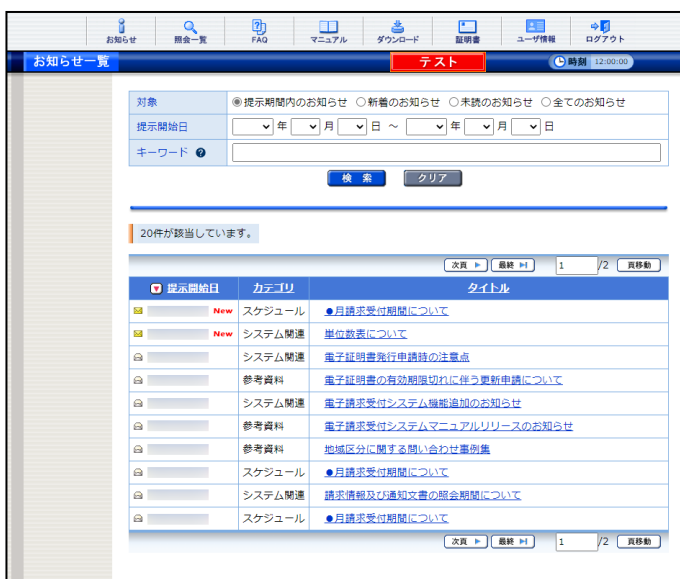 お知らせ 照会一覧 FAQ マニュアル ダウンロード 証明書 ユーザ情報 ログアウト
お知らせ一覧 テスト 時刻 12:00:00
対象 提示期間内のお知らせ 新着のお知らせ 未読のお知らせ 全てのお知らせ
提示開始日 年 月 日 ～ 年 月 日
キーワード ?
検 索 クリア
20件が該当しています。
次頁 最終 1 /2 頁移動
提示開始日 カテゴリ タイトル
New スケジュール ●月請求受付期間について
New システム関連 単位数表について
システム関連 電子証明書発行申請時の注意点
参考資料 電子証明書の有効期限切れに伴う更新申請について
システム関連 電子請求受付システム機能追加のお知らせ
参考資料 電子請求受付システムマニュアルリリースのお知らせ
参考資料 地域区分に関する問い合わせ事例集
スケジュール ●月請求受付期間について
システム関連 請求情報及び通知文書の照会期間について
スケジュール ●月請求受付期間について
次頁 最終 1 /2 頁移動